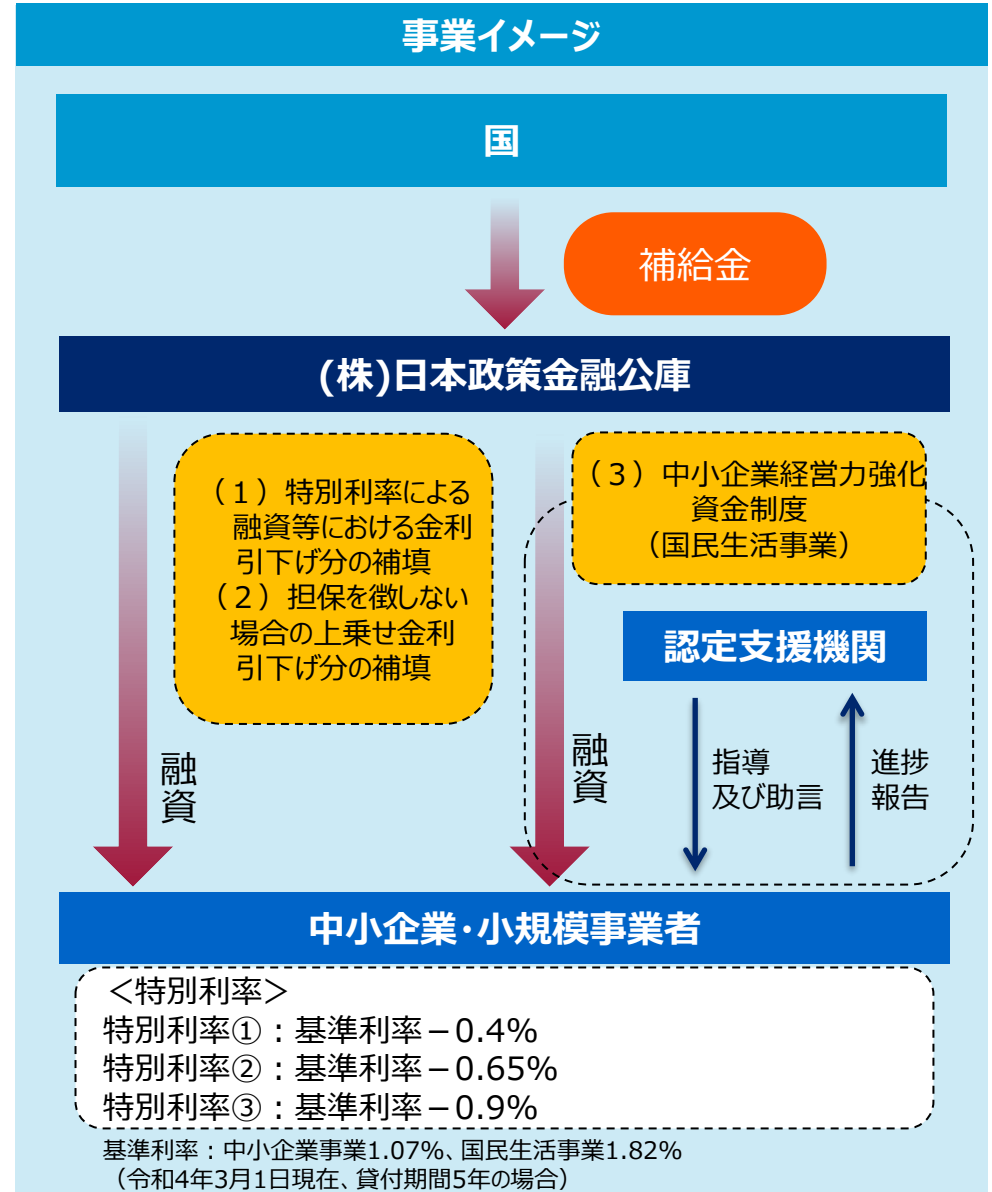 事業イメージ
国
補給金
(株)日本政策金融公庫
（１）特別利率による
融資等における金利
引下げ分の補填
（２）担保を徴しない
場合の上乗せ金利
引下げ分の補填
（３）中小企業経営力強化
資金制度
（国民生活事業）
認定支援機関
融資
融資
指導
及び助言
進捗
報告
中小企業･小規模事業者
＜特別利率＞
特別利率①：基準利率－0.4%
特別利率②：基準利率－0.65%
特別利率③：基準利率－0.9%
基準利率：中小企業事業1.07%、国民生活事業1.82%
（令和4年3月1日現在、貸付期間5年の場合）